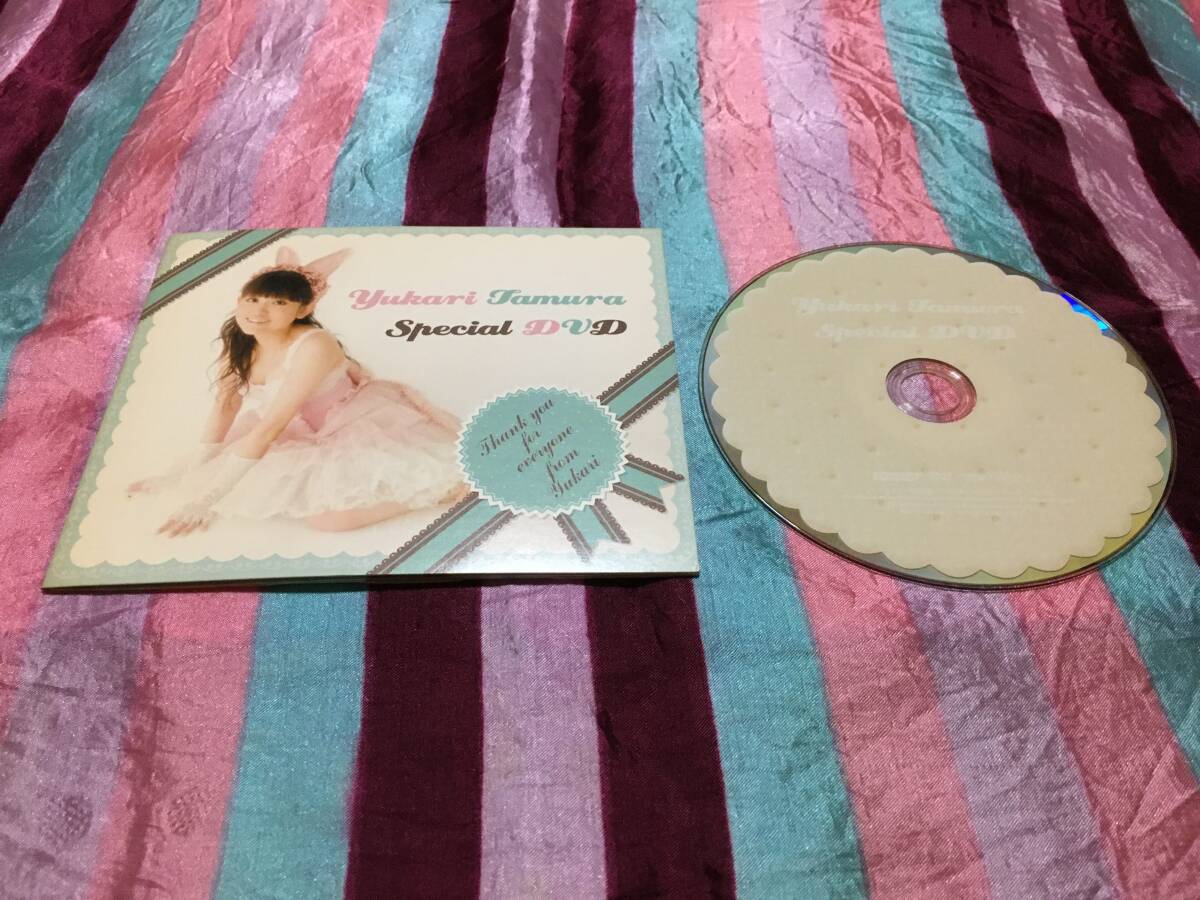 Yukari Tamura
Special DVD
Thank you
for
everyone
from
Yukari
Yukari Tamura
Special DVD